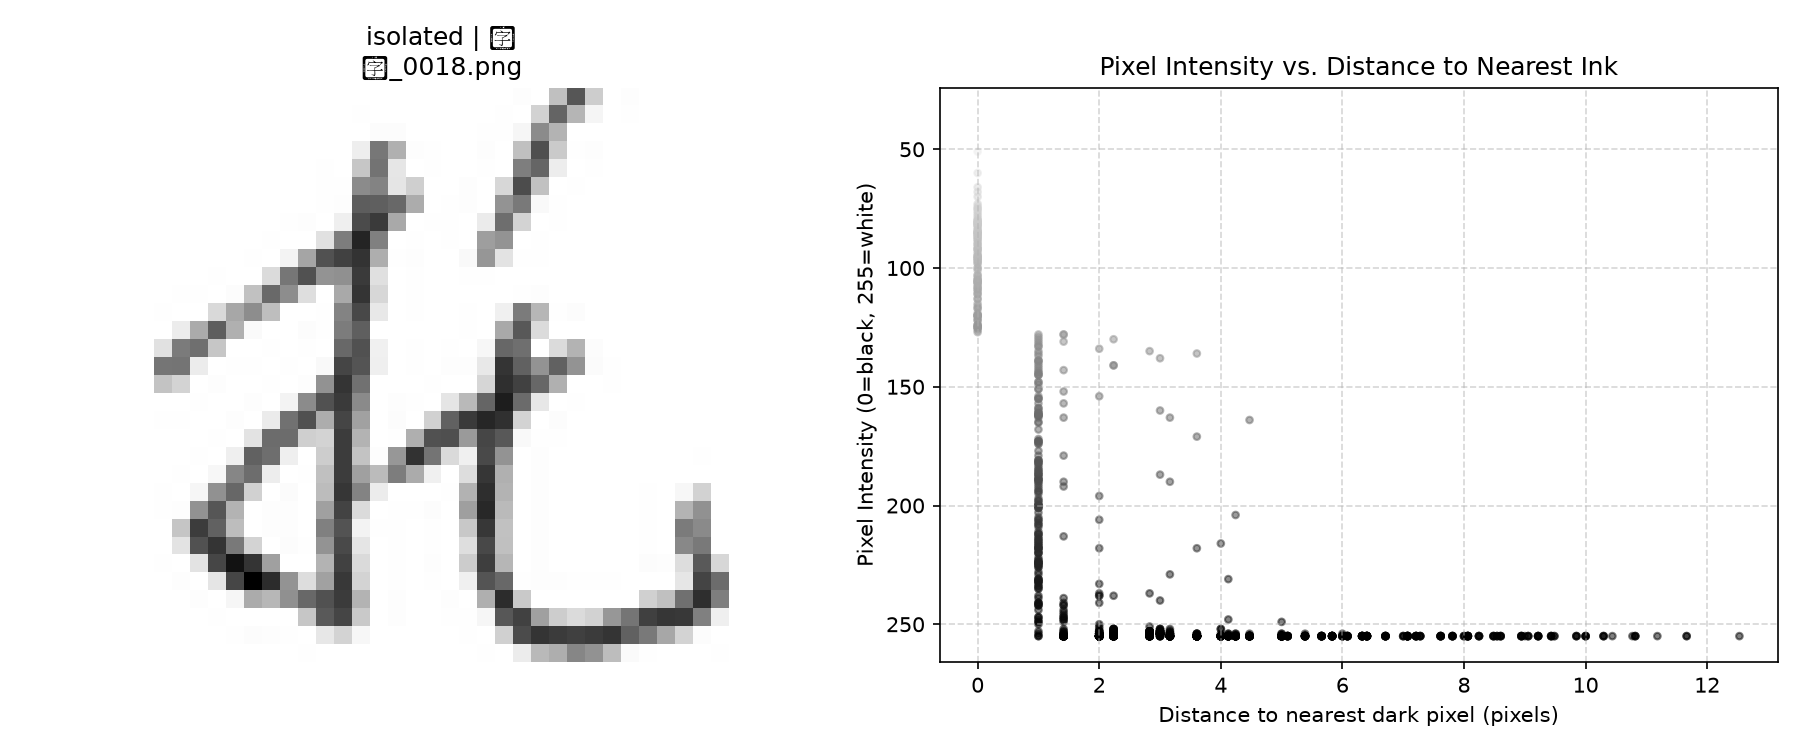 isolated |
_0018.png
托
Pixel Intensity vs. Distance to Nearest Ink
Pixel Intensity (0=black, 255=white)
50
100
150
200
250
0 2 4 6 8 10 12
Distance to nearest dark pixel (pixels)